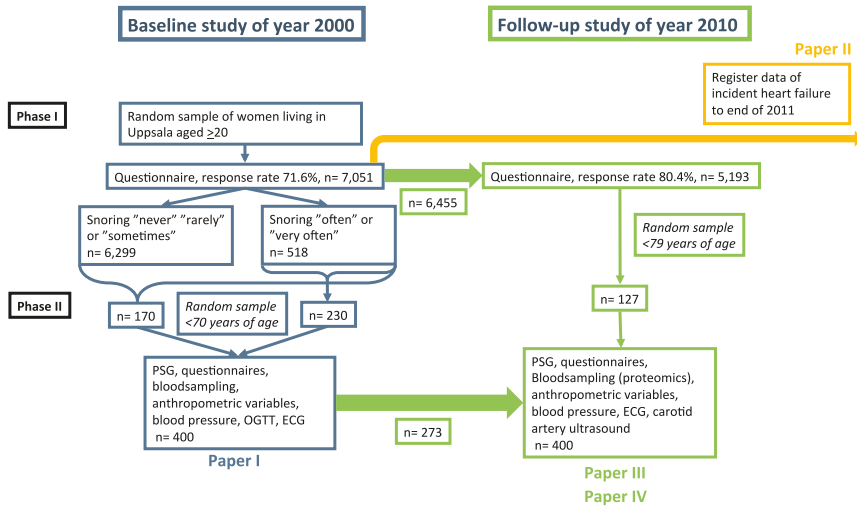 Baseline study of year 2000
Follow-up study of year 2010
Paper II
Register data of
incident heart failure
to end of 2011
Phase I
Random sample of women living in
Uppsala aged ≥20
Questionnaire, response rate 71.6%, n= 7,051
Questionnaire, response rate 80.4%, n= 5,193
n= 6,455
Snoring ”never” ”rarely”
or ”sometimes”
n= 6,299
Snoring ”often” or
”very often”
n= 518
Random sample
<79 years of age
Phase II
n= 170
Random sample
<70 years of age
n= 230
n= 127
PSG, questionnaires,
bloodsampling,
anthropometric variables,
blood pressure, OGTT, ECG
n= 400
Paper I
n= 273
PSG, questionnaires,
Bloodsampling (proteomics),
anthropometric variables,
blood pressure, ECG, carotid
artery ultrasound
n= 400
Paper III
Paper IV